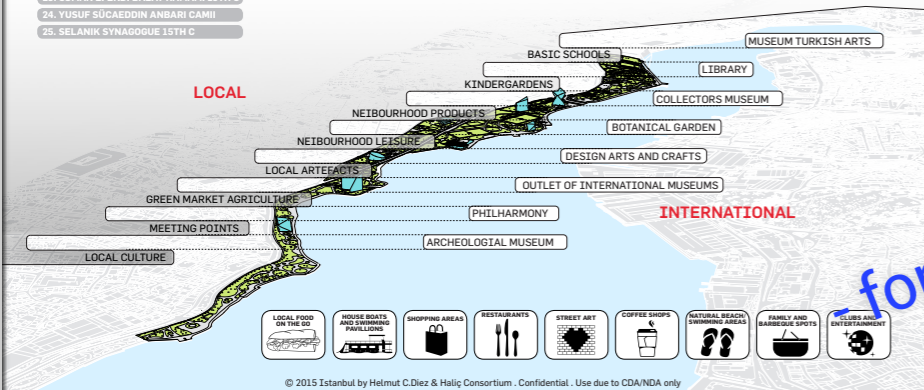 24. YUSUF SÜCAEDDIN ANBARI CAMII
25. SELANIK SYNAGOGUE 15TH C
LOCAL
MUSEUM TURKISH ARTS
BASIC SCHOOLS
LIBRARY
KINDERGARDENS
COLLECTORS MUSEUM
NEIBOURHOOD PRODUCTS
BOTANICAL GARDEN
NEIBOURHOOD LEISURE
DESIGN ARTS AND CRAFTS
LOCAL ARTEFACTS
OUTLET OF INTERNATIONAL MUSEUMS
GREEN MARKET AGRICULTURE
INTERNATIONAL
PHILHARMONY
MEETING POINTS
ARCHEOLOGIAL MUSEUM
LOCAL CULTURE
- for
LOCAL FOOD
ON THE GO
HOUSE BOATS
AND SWIMMING
PAVILLIONS
SHOPPING AREAS
RESTAURANTS
STREET ART
COFFEE SHOPS
NATURAL BEACH/
SWIMMING AREAS
FAMILY AND
BARBEQUE SPOTS
CLUBS AND
ENTERTAINMENT
© 2015 Istanbul by Helmut C.Diez & Haliç Consortium . Confidential . Use due to CDA/NDA only